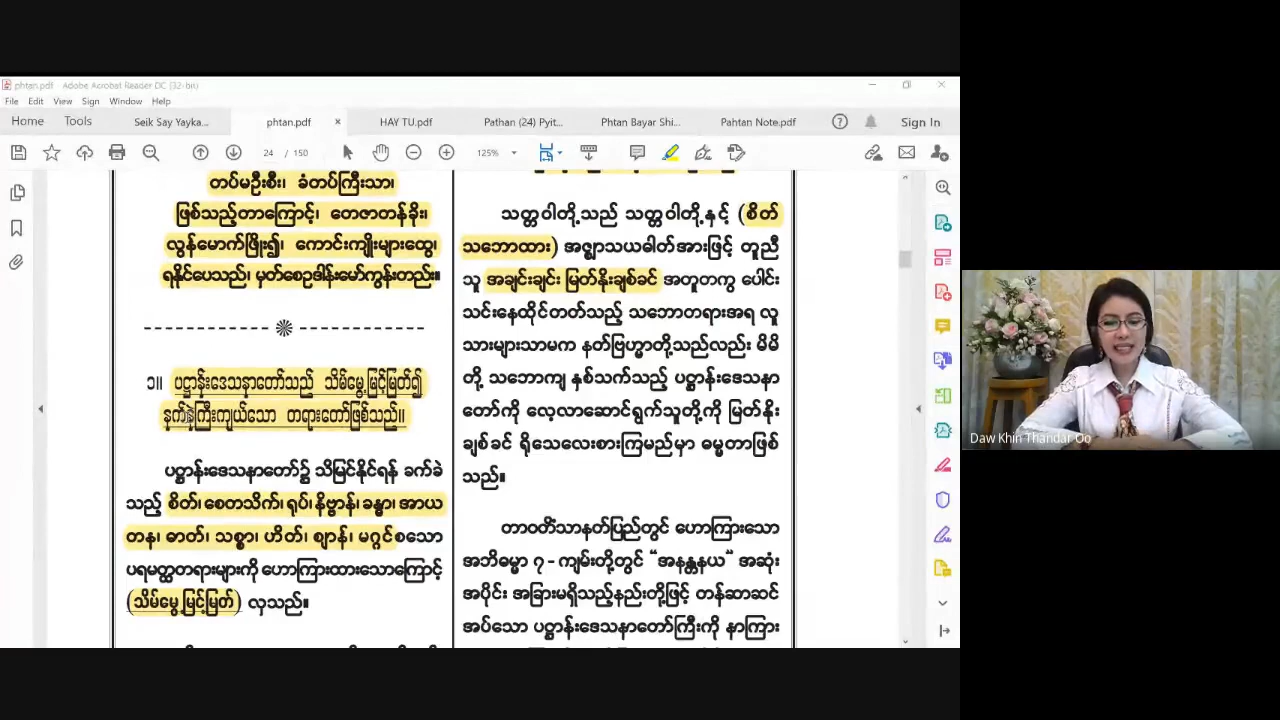 phtan.pdf - Adobe Acrobat Reader DC (32-bit)
File Edit View Sign Window Help
Home Tools Seik Say Yayka... phtan.pdf × HAY TU.pdf Pathan (24) Pyit... Phtan Bayar Shi... Pahtan Note.pdf Sign In
24 / 150 125%
တပ်မဦးစီး၊ ခံတပ်ကြီးသာ၊
ဖြစ်သည့်တာကြောင့်၊ တေဇာတန်ခိုး၊
လွန်မောက်ဖြိုး၍၊ ကောင်းကျိုးများထွေ၊
ရနိုင်ပေသည်၊ မှတ်စေဥဒါန်းမော်ကွန်းတည်း။
၁။ ပဋ္ဌာန်းဒေသနာတော်သည် သိမ်မွေ့မြင့်မြတ်၍
နက်နဲကြီးကျယ်သော တရားတော်ဖြစ်သည်။
ပဋ္ဌာန်းဒေသနာတော်၌ သိမြင်နိုင်ရန် ခက်ခဲ
သည့် စိတ်၊ စေတသိက်၊ ရုပ်၊ နိဗ္ဗာန်၊ ခန္ဓာ၊ အာယ
တန၊ ဓာတ်၊ သစ္စာ၊ ဟိတ်၊ ဈာန်၊ မဂ္ဂင်စသော
ပရမတ္ထတရားများကို ဟောကြားထားသောကြောင့်
(သိမ်မွေ့မြင့်မြတ်) လှသည်။
သတ္တဝါတို့သည် သတ္တဝါတို့နှင့် (စိတ်
သဘောထား) အဇ္ဈာသယဓါတ်အားဖြင့် တူညီ
သူ အချင်းချင်း မြတ်နိုးချစ်ခင် အတူတကွ ပေါင်း
သင်းနေထိုင်တတ်သည့် သဘောတရားအရ လူ
သားများသာမက နတ်ဗြဟ္မာတို့သည်လည်း မိမိ
တို့ သဘောကျ နှစ်သက်သည့် ပဋ္ဌာန်းဒေသနာ
တော်ကို လေ့လာဆောင်ရွက်သူတို့ကို မြတ်နိုး
ချစ်ခင် ရိုသေလေးစားကြမည်မှာ ဓမ္မတာဖြစ်
သည်။
တာဝတိံသာနတ်ပြည်တွင် ဟောကြားသော
အဘိဓမ္မာ ၇-ကျမ်းတို့တွင် “အနန္တနယ” အဆုံး
အပိုင်း အခြားမရှိသည့်နည်းတို့ဖြင့် တန်ဆာဆင်
အပ်သော ပဋ္ဌာန်းဒေသနာတော်ကြီးကို နာကြား
Daw Khin Thandar Oo